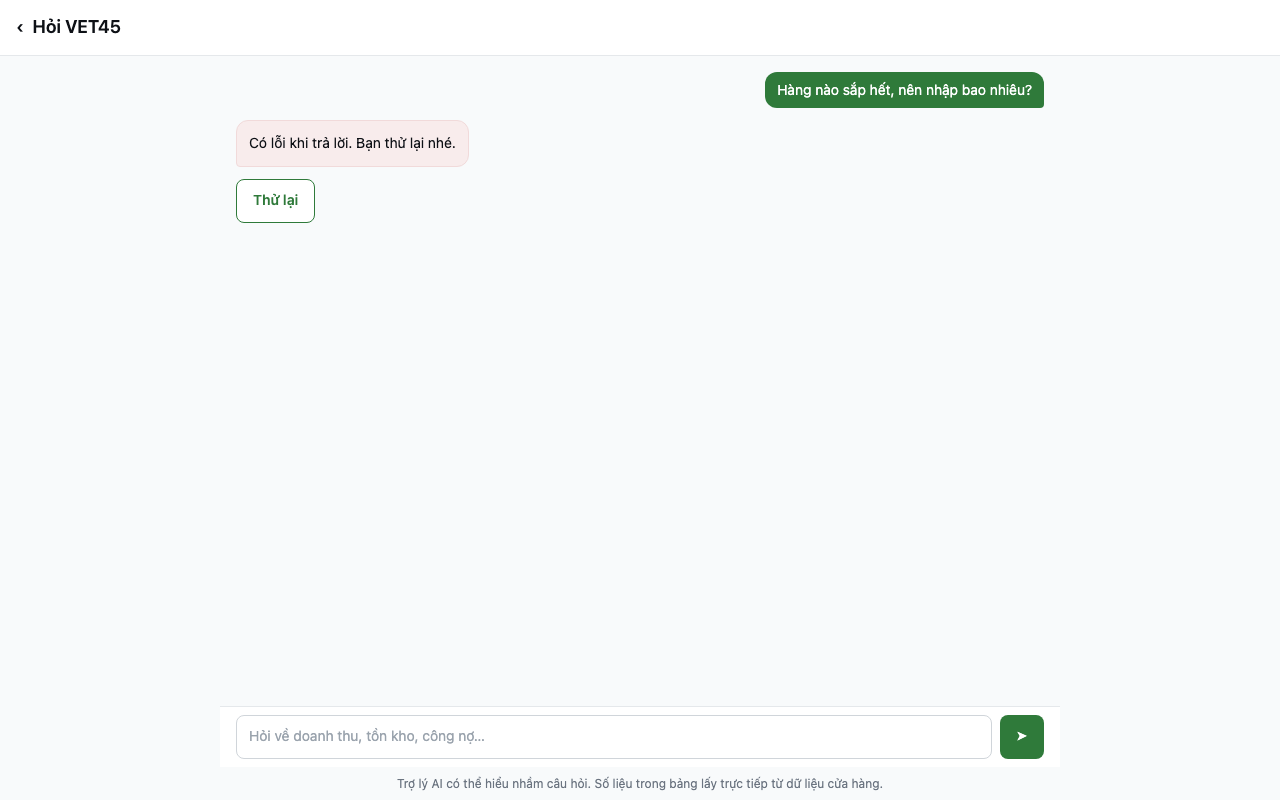 ‹ Hỏi VET45
Hàng nào sắp hết, nên nhập bao nhiêu?
Có lỗi khi trả lời. Bạn thử lại nhé.
Thử lại
Hỏi về doanh thu, tồn kho, công nợ...
Trợ lý AI có thể hiểu nhầm câu hỏi. Số liệu trong bảng lấy trực tiếp từ dữ liệu cửa hàng.